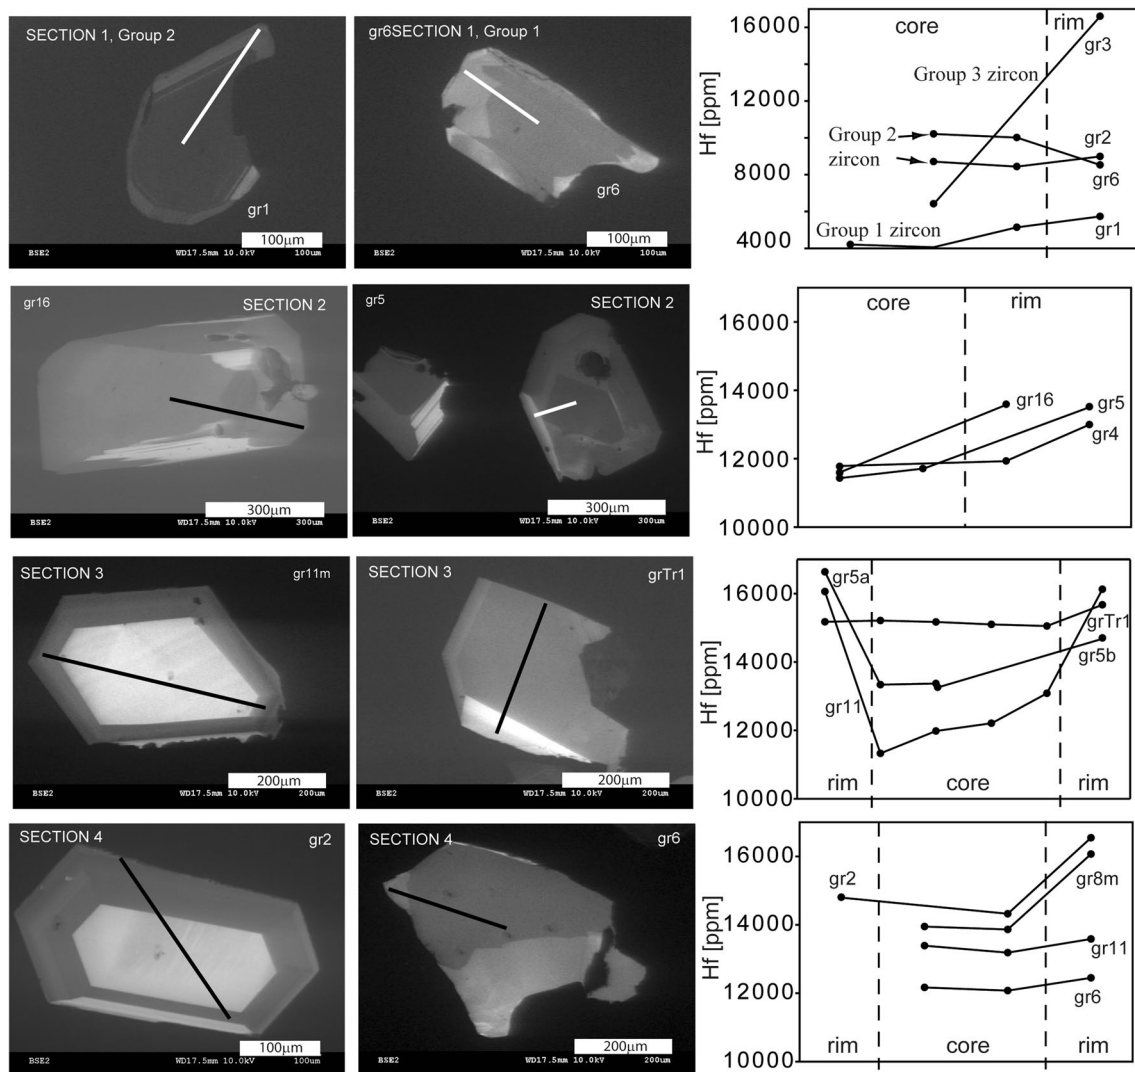 SECTION 1, Group 2
gr1
100μm
BSE2 WD17.5mm 10.0kV 100um
gr6SECTION 1, Group 1
gr6
100μm
BSE2 WD17.5mm 10.0kV 100um
Hf [ppm]
16000
12000
8000
4000
core
rim
gr3
Group 3 zircon
Group 2
zircon
gr2
gr6
Group 1 zircon
gr1
gr16
SECTION 2
300μm
BSE2 WD17.5mm 10.0kV 300um
gr5
SECTION 2
300μm
BSE2 WD17.5mm 10.0kV 300um
Hf [ppm]
16000
14000
12000
10000
core
rim
gr16
gr5
gr4
SECTION 3
gr11m
200μm
BSE2 WD17.5mm 10.0kV 200um
SECTION 3
grTr1
200μm
BSE2 WD17.5mm 10.0kV 200um
Hf [ppm]
16000
14000
12000
10000
gr5a
grTr1
gr5b
gr11
rim
core
rim
SECTION 4
gr2
100μm
BSE2 WD17.5mm 10.0kV 100um
SECTION 4
gr6
200μm
BSE2 WD17.5mm 10.0kV 200um
Hf [ppm]
16000
14000
12000
10000
gr2
gr8m
gr11
gr6
rim
core
rim